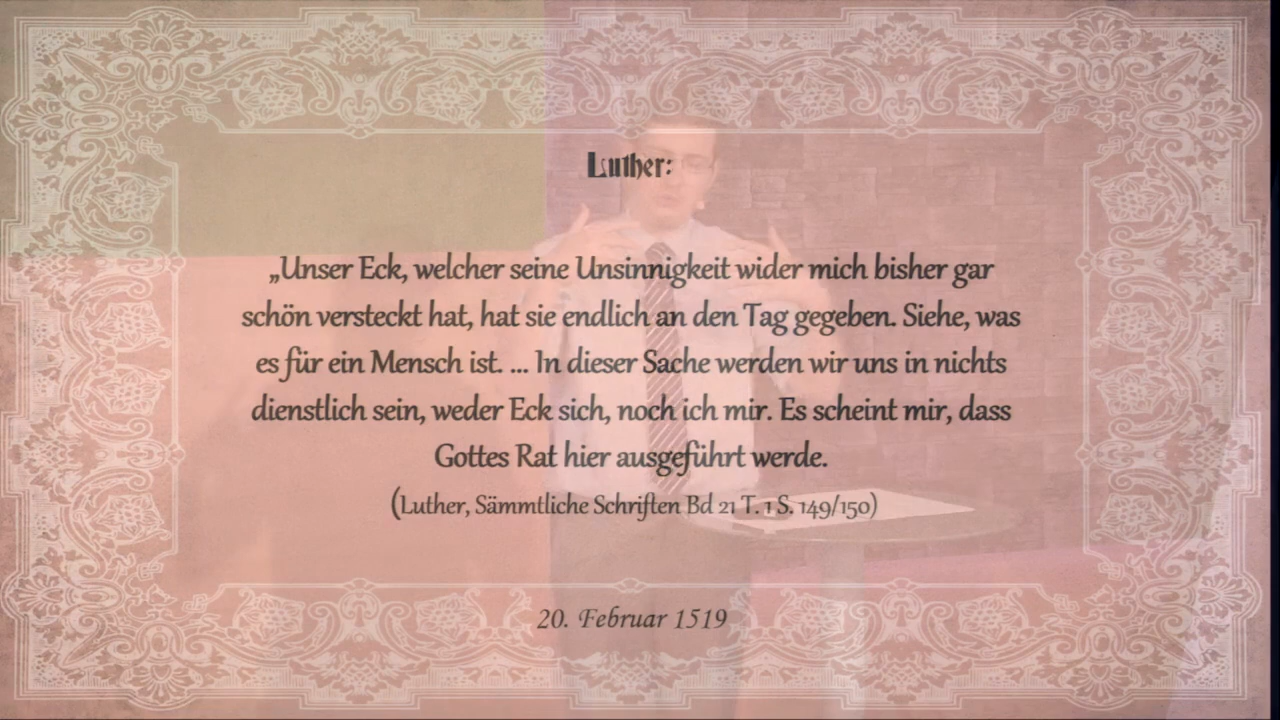 Luther:
„Unser Eck, welcher seine Unsinnigkeit wider mich bisher gar
schön versteckt hat, hat sie endlich an den Tag gegeben. Siehe, was
es für ein Mensch ist. ... In dieser Sache werden wir uns in nichts
dienstlich sein, weder Eck sich, noch ich mir. Es scheint mir, dass
Gottes Rat hier ausgeführt werde.
(Luther, Sämmtliche Schriften Bd 21 T. 1 S. 149/150)
20. Februar 1519